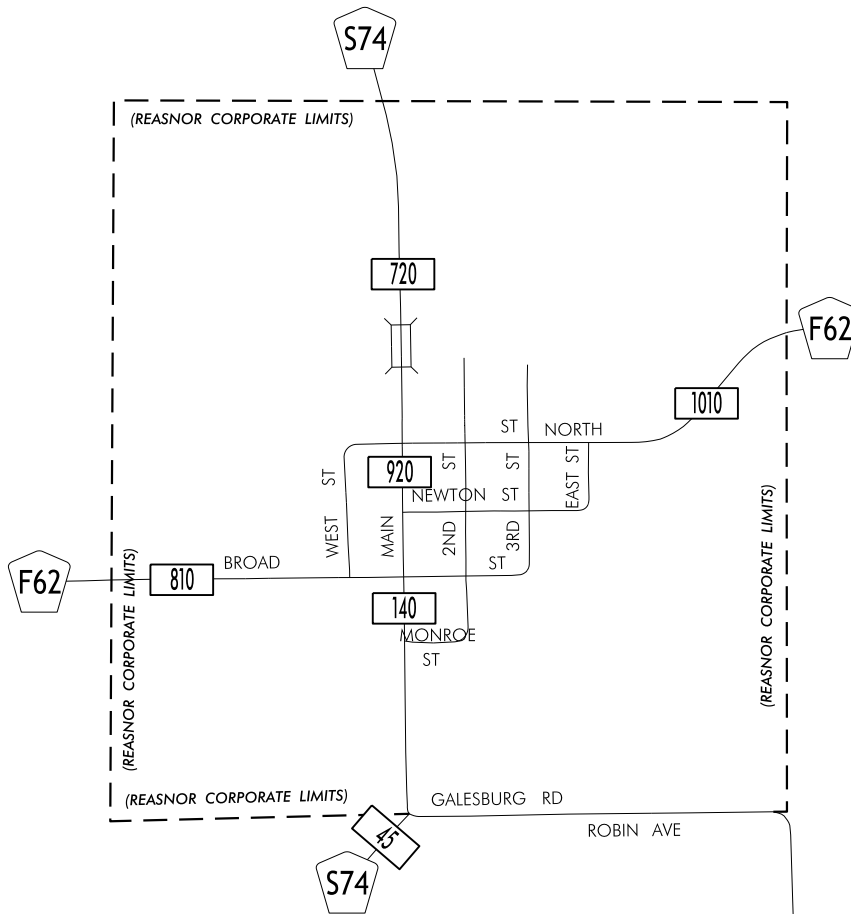 S74
(REASNOR CORPORATE LIMITS)
720
F62
1010
ST NORTH
WEST ST
920
2ND ST
3RD ST
EAST ST
NEWTON ST
MAIN
(REASNOR CORPORATE LIMITS)
F62
810
BROAD ST
(REASNOR CORPORATE LIMITS)
140
MONROE
ST
(REASNOR CORPORATE LIMITS)
GALESBURG RD
45
ROBIN AVE
S74